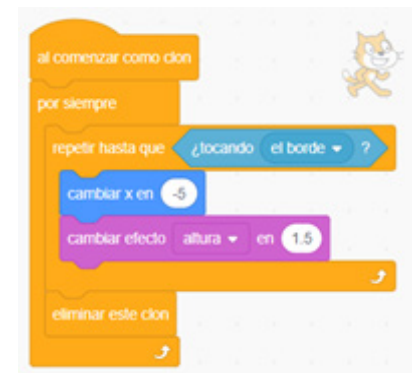 al comenzar como clon
por siempre
repetir hasta que ¿tocando el borde ?
cambiar x en -5
cambiar efecto altura en 1.5
eliminar este clon